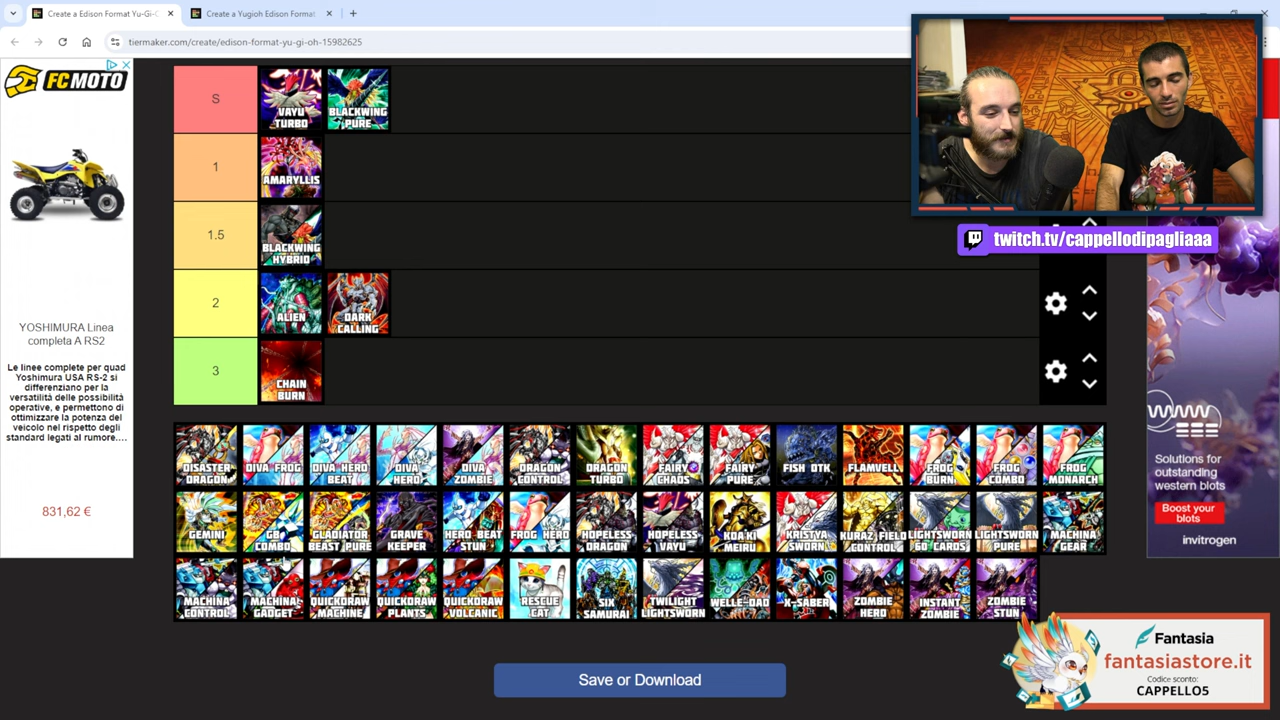 Create a Edison Format Yu-Gi-O
Create a Yugioh Edison Format
tiermaker.com/create/edison-format-yu-gi-oh-15982625
FC MOTO
YOSHIMURA Linea
completa A RS2
Le linee complete per quad
Yoshimura USA RS-2 si
differenziano per la
versatilità delle possibilità
operative, e permettono di
ottimizzare la potenza del
veicolo nel rispetto degli
standard legati al rumore....
831,62 €
S
VAYU
TURBO
BLACKWING
PURE
1
AMARYLLIS
1.5
BLACKWING
HYBRID
2
ALIEN
DARK
CALLING
3
CHAIN
BURN
DISASTER
DRAGON
DIVA FROG
DIVA HERO
BEAT
DIVA
HERO
DIVA
ZOMBIE
DRAGON
CONTROL
DRAGON
TURBO
FAIRY
CHAOS
FAIRY
PURE
FISH OTK
FLAMVELL
FROG
BURN
FROG
COMBO
FROG
MONARCH
GEMINI
GB
COMBO
GLADIATOR
BEAST PURE
GRAVE
KEEPER
HERO BEAT
STUN
FROG HERO
HOPELESS
DRAGON
HOPELESS
VAYU
KOA'KI
MEIRU
KRISTYA
SWORN
KURAZ FIELD
CONTROL
LIGHTSWORN
60 CARDS
LIGHTSWORN
PURE
MACHINA
GEAR
MACHINA
CONTROL
MACHINA
GADGET
QUICKDRAW
MACHINE
QUICKDRAW
PLANTS
QUICKDRAW
VOLCANIC
RESCUE
CAT
SIX
SAMURAI
TWILIGHT
LIGHTSWORN
WELLE-DAD
X-SABER
ZOMBIE
HERO
INSTANT
ZOMBIE
ZOMBIE
STUN
Save or Download
twitch.tv/cappellodipagliaaa
Solutions for
outstanding
western blots
Boost your
blots
invitrogen
Fantasia
fantasiastore.it
Codice sconto:
CAPPELLO5